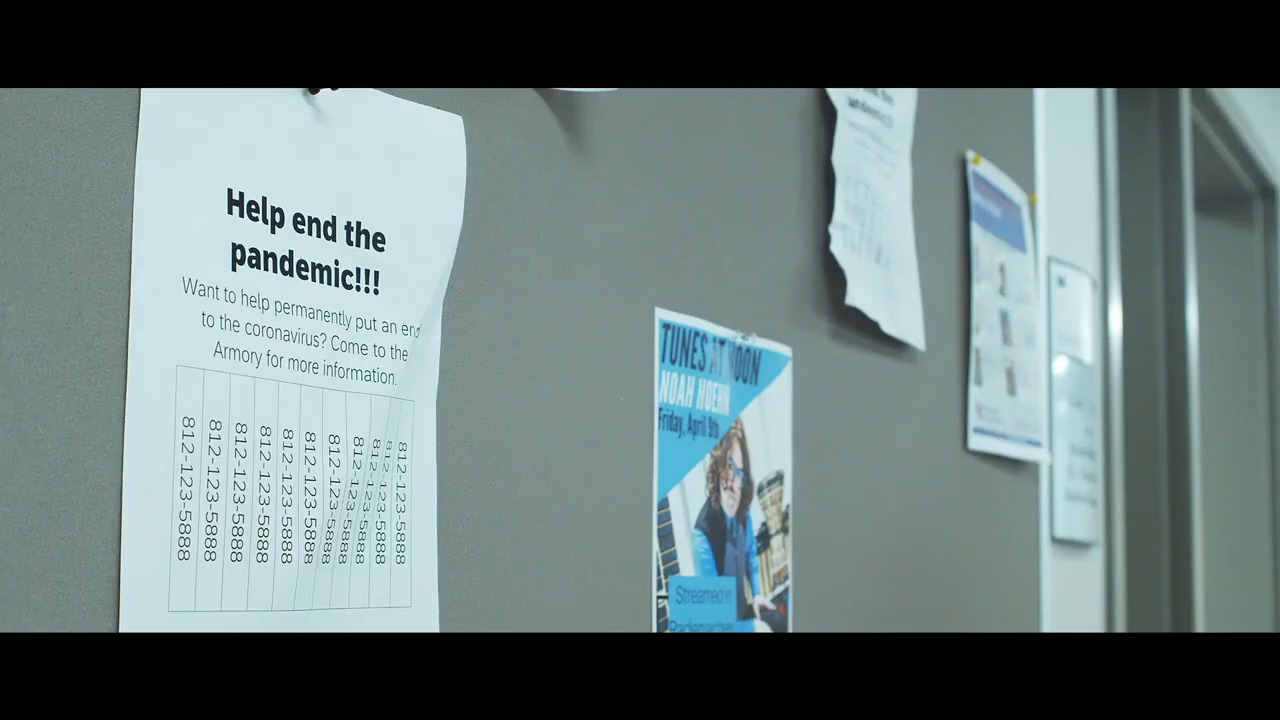 Help end the
pandemic!!!
Want to help permanently put an end
to the coronavirus? Come to the
Armory for more information.
812-123-5888
812-123-5888
812-123-5888
812-123-5888
812-123-5888
812-123-5888
812-123-5888
812-123-5888
812-123-5888
812-123-5888
TUNES AT NOON
NOAH HOEHN
Friday, April 9th
Streamed in
Rademacher